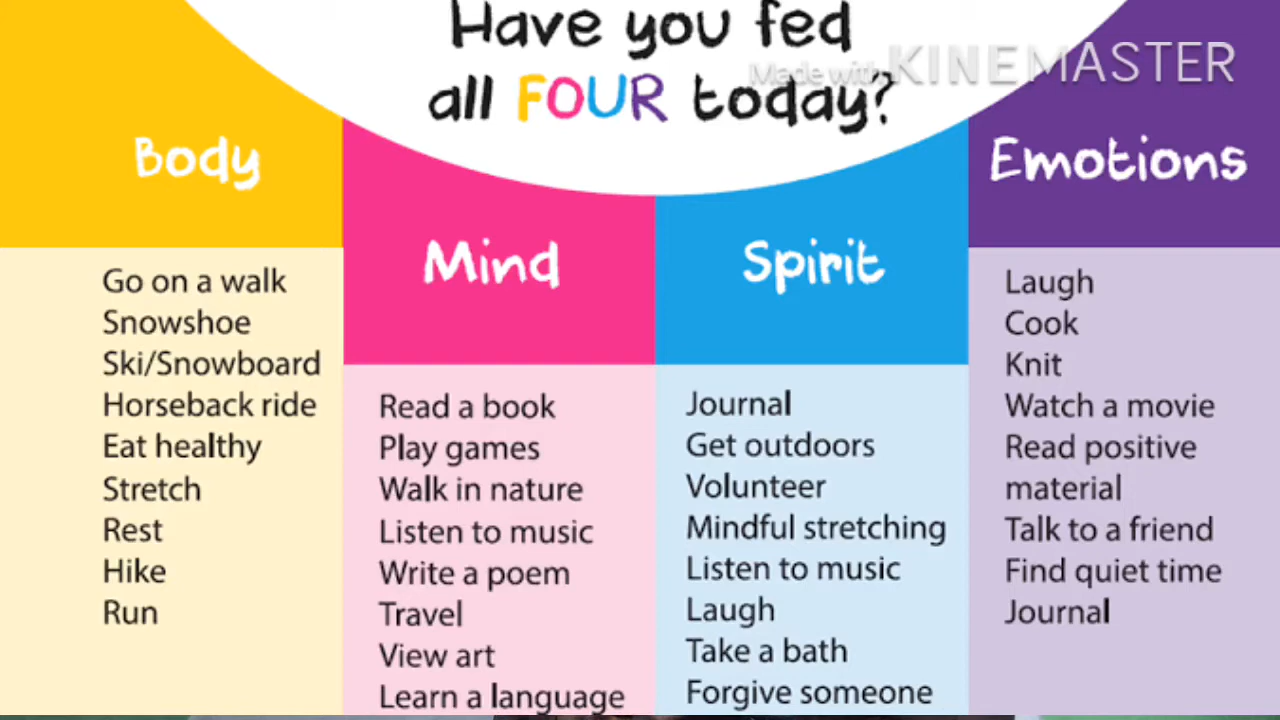 Have you fed
all FOUR today?
Made with KINEMASTER
Body
Go on a walk
Snowshoe
Ski/Snowboard
Horseback ride
Eat healthy
Stretch
Rest
Hike
Run
Mind
Read a book
Play games
Walk in nature
Listen to music
Write a poem
Travel
View art
Learn a language
Spirit
Journal
Get outdoors
Volunteer
Mindful stretching
Listen to music
Laugh
Take a bath
Forgive someone
Emotions
Laugh
Cook
Knit
Watch a movie
Read positive
material
Talk to a friend
Find quiet time
Journal